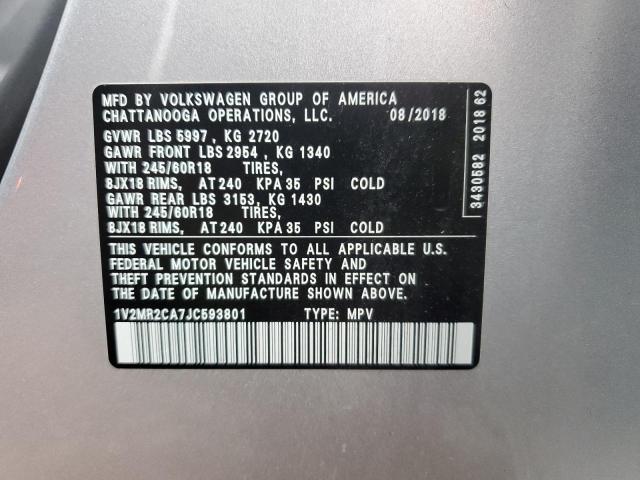 MFD BY VOLKSWAGEN GROUP OF AMERICA
CHATTANOOGA OPERATIONS, LLC. 08/2018
GVWR LBS 5997 , KG 2720
GAWR FRONT LBS 2954 , KG 1340
WITH 245/60R18 TIRES,
8JX18 RIMS, AT 240 KPA 35 PSI COLD
GAWR REAR LBS 3153, KG 1430
WITH 245/60R18 TIRES,
8JX18 RIMS, AT 240 KPA 35 PSI COLD
THIS VEHICLE CONFORMS TO ALL APPLICABLE U.S.
FEDERAL MOTOR VEHICLE SAFETY AND
THEFT PREVENTION STANDARDS IN EFFECT ON
THE DATE OF MANUFACTURE SHOWN ABOVE.
1V2MR2CA7JC593801 TYPE: MPV
3430582 2018 62